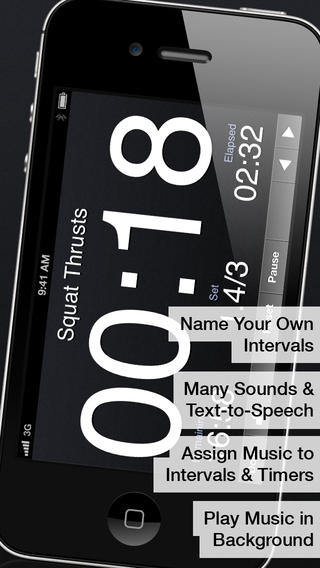 3G
9:41 AM
Squat Thrusts
00:18
Set
4/3
Elapsed
02:32
Pause
Name Your Own
Intervals
Many Sounds &
Text-to-Speech
Assign Music to
Intervals & Timers
Play Music in
Background